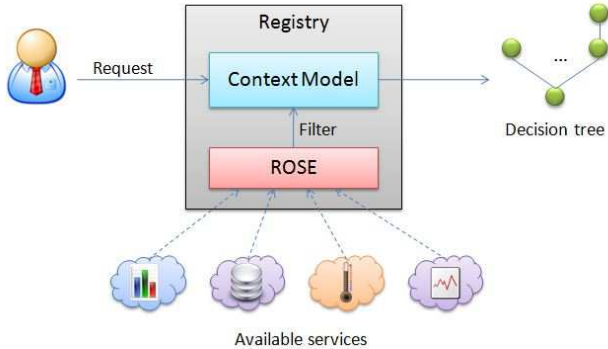 Registry
Request
Context Model
...
Filter
Decision tree
ROSE
Available services